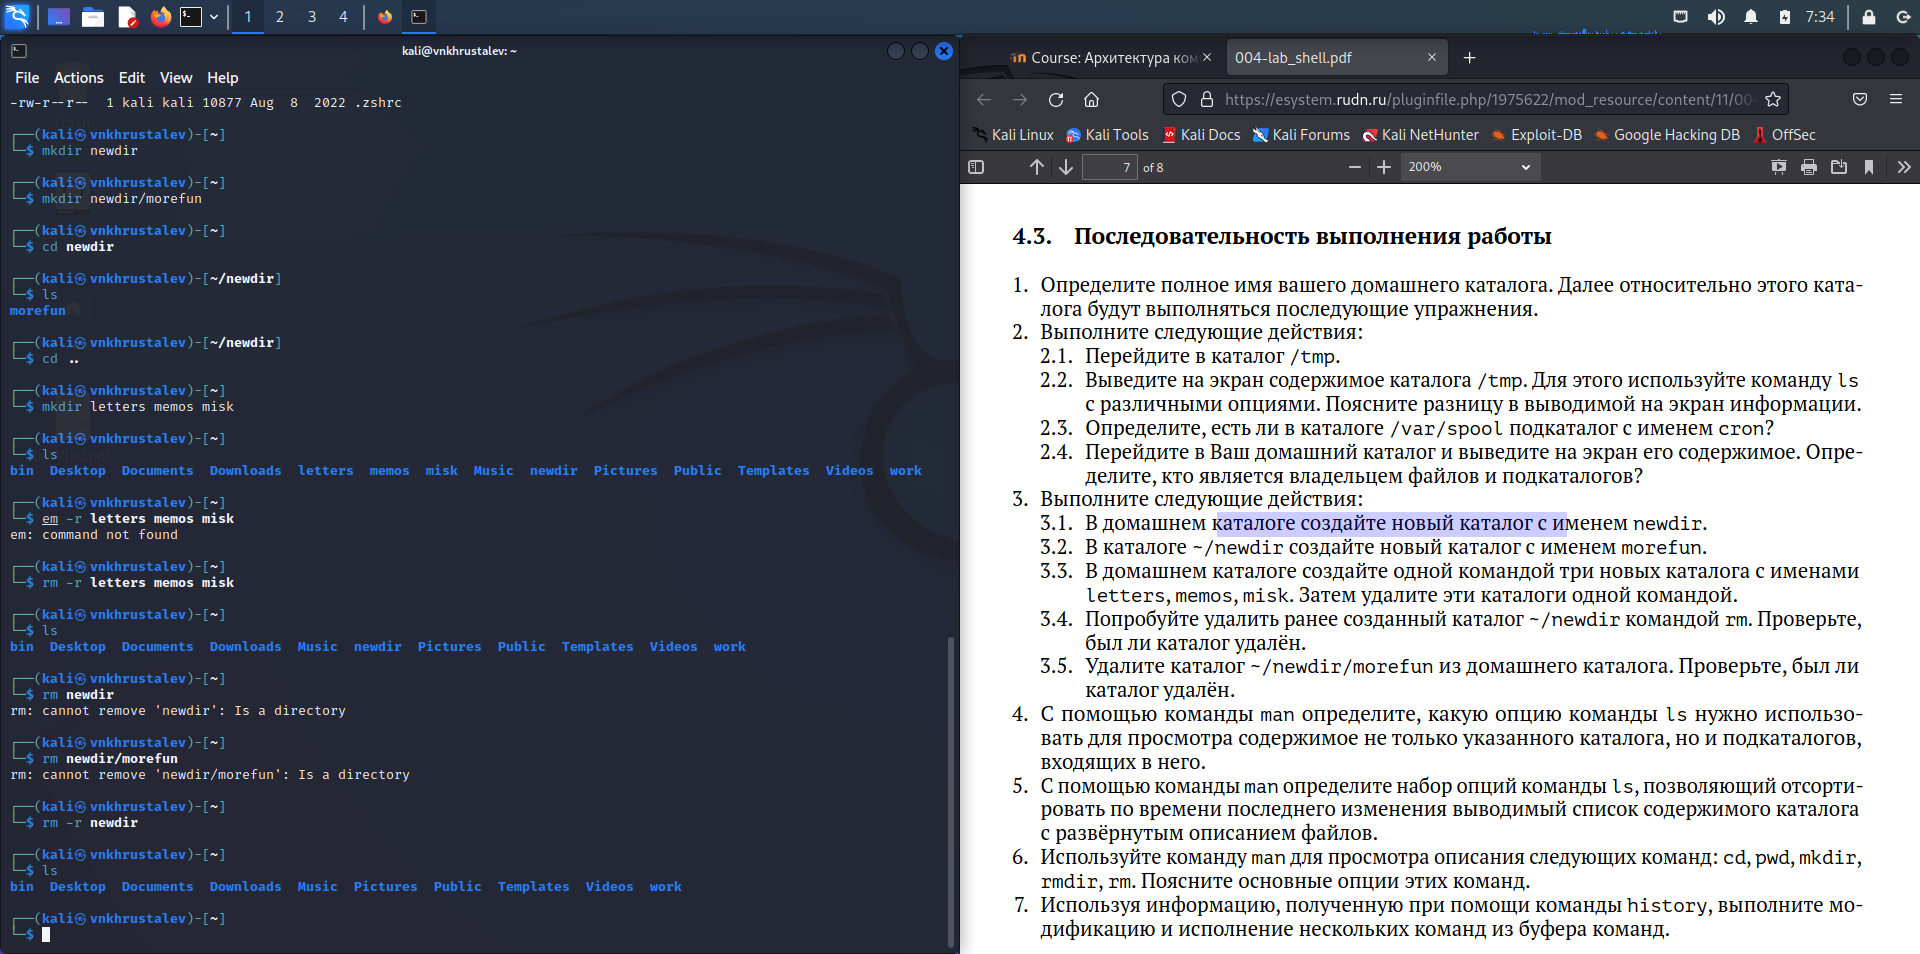 1 2 3 4
7:34
kali@vnkhrustalev: ~
File Actions Edit View Help
-rw-r--r-- 1 kali kali 10877 Aug 8 2022 .zshrc
(kali㉿vnkhrustalev)-[~]
$ mkdir newdir
(kali㉿vnkhrustalev)-[~]
$ mkdir newdir/morefun
(kali㉿vnkhrustalev)-[~]
$ cd newdir
(kali㉿vnkhrustalev)-[~/newdir]
$ ls
morefun
(kali㉿vnkhrustalev)-[~/newdir]
$ cd ..
(kali㉿vnkhrustalev)-[~]
$ mkdir letters memos misk
(kali㉿vnkhrustalev)-[~]
$ ls
bin Desktop Documents Downloads letters memos misk Music newdir Pictures Public Templates Videos work
(kali㉿vnkhrustalev)-[~]
$ em -r letters memos misk
em: command not found
(kali㉿vnkhrustalev)-[~]
$ rm -r letters memos misk
(kali㉿vnkhrustalev)-[~]
$ ls
bin Desktop Documents Downloads Music newdir Pictures Public Templates Videos work
(kali㉿vnkhrustalev)-[~]
$ rm newdir
rm: cannot remove 'newdir': Is a directory
(kali㉿vnkhrustalev)-[~]
$ rm newdir/morefun
rm: cannot remove 'newdir/morefun': Is a directory
(kali㉿vnkhrustalev)-[~]
$ rm -r newdir
(kali㉿vnkhrustalev)-[~]
$ ls
bin Desktop Documents Downloads Music Pictures Public Templates Videos work
(kali㉿vnkhrustalev)-[~]
$
Course: Архитектура ком
004-lab_shell.pdf
https://esystem.rudn.ru/pluginfile.php/1975622/mod_resource/content/11/00
Kali Linux Kali Tools Kali Docs Kali Forums Kali NetHunter Exploit-DB Google Hacking DB OffSec
7 of 8
200%
4.3. Последовательность выполнения работы
1. Определите полное имя вашего домашнего каталога. Далее относительно этого ката-
лога будут выполняться последующие упражнения.
2. Выполните следующие действия:
2.1. Перейдите в каталог /tmp.
2.2. Выведите на экран содержимое каталога /tmp. Для этого используйте команду ls
с различными опциями. Поясните разницу в выводимой на экран информации.
2.3. Определите, есть ли в каталоге /var/spool подкаталог с именем cron?
2.4. Перейдите в Ваш домашний каталог и выведите на экран его содержимое. Опре-
делите, кто является владельцем файлов и подкаталогов?
3. Выполните следующие действия:
3.1. В домашнем каталоге создайте новый каталог с именем newdir.
3.2. В каталоге ~/newdir создайте новый каталог с именем morefun.
3.3. В домашнем каталоге создайте одной командой три новых каталога с именами
letters, memos, misk. Затем удалите эти каталоги одной командой.
3.4. Попробуйте удалить ранее созданный каталог ~/newdir командой rm. Проверьте,
был ли каталог удалён.
3.5. Удалите каталог ~/newdir/morefun из домашнего каталога. Проверьте, был ли
каталог удалён.
4. С помощью команды man определите, какую опцию команды ls нужно использо-
вать для просмотра содержимое не только указанного каталога, но и подкаталогов,
входящих в него.
5. С помощью команды man определите набор опций команды ls, позволяющий отсорти-
ровать по времени последнего изменения выводимый список содержимого каталога
с развёрнутым описанием файлов.
6. Используйте команду man для просмотра описания следующих команд: cd, pwd, mkdir,
rmdir, rm. Поясните основные опции этих команд.
7. Используя информацию, полученную при помощи команды history, выполните мо-
дификацию и исполнение нескольких команд из буфера команд.